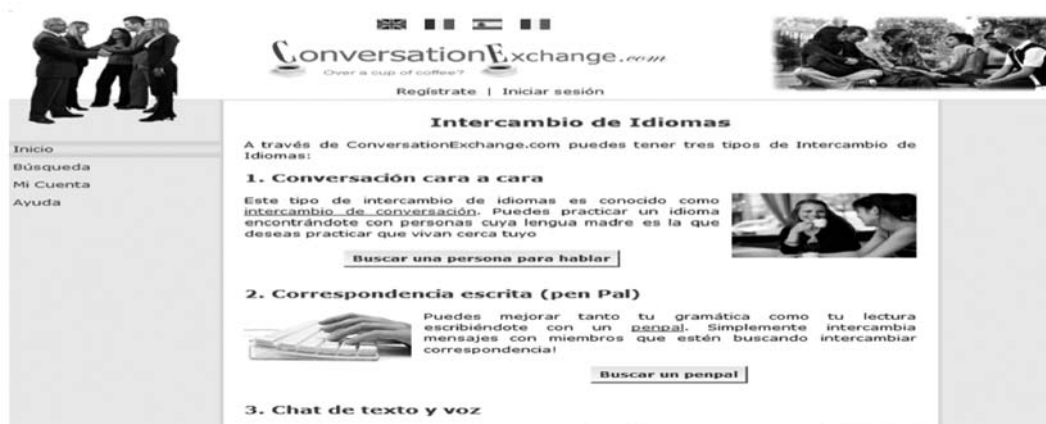 ConversationExchange.com
Over a cup of coffee?
Regístrate | Iniciar sesión
Inicio
Búsqueda
Mi Cuenta
Ayuda
Intercambio de Idiomas
A través de ConversationExchange.com puedes tener tres tipos de Intercambio de
Idiomas:
1. Conversación cara a cara
Este tipo de intercambio de idiomas es conocido como
intercambio de conversación. Puedes practicar un idioma
encontrándote con personas cuya lengua madre es la que
deseas practicar que vivan cerca tuyo
Buscar una persona para hablar
2. Correspondencia escrita (pen Pal)
Puedes mejorar tanto tu gramática como tu lectura
escribiéndote con un penpal. Simplemente intercambia
mensajes con miembros que estén buscando intercambiar
correspondencia!
Buscar un penpal
3. Chat de texto y voz